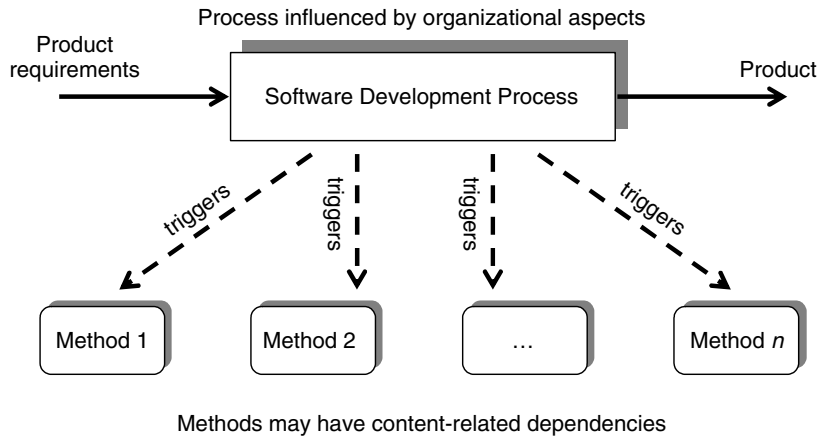 Process influenced by organizational aspects
Product
requirements
Software Development Process
Product
triggers
triggers
triggers
triggers
Method 1
Method 2
…
Method n
Methods may have content-related dependencies